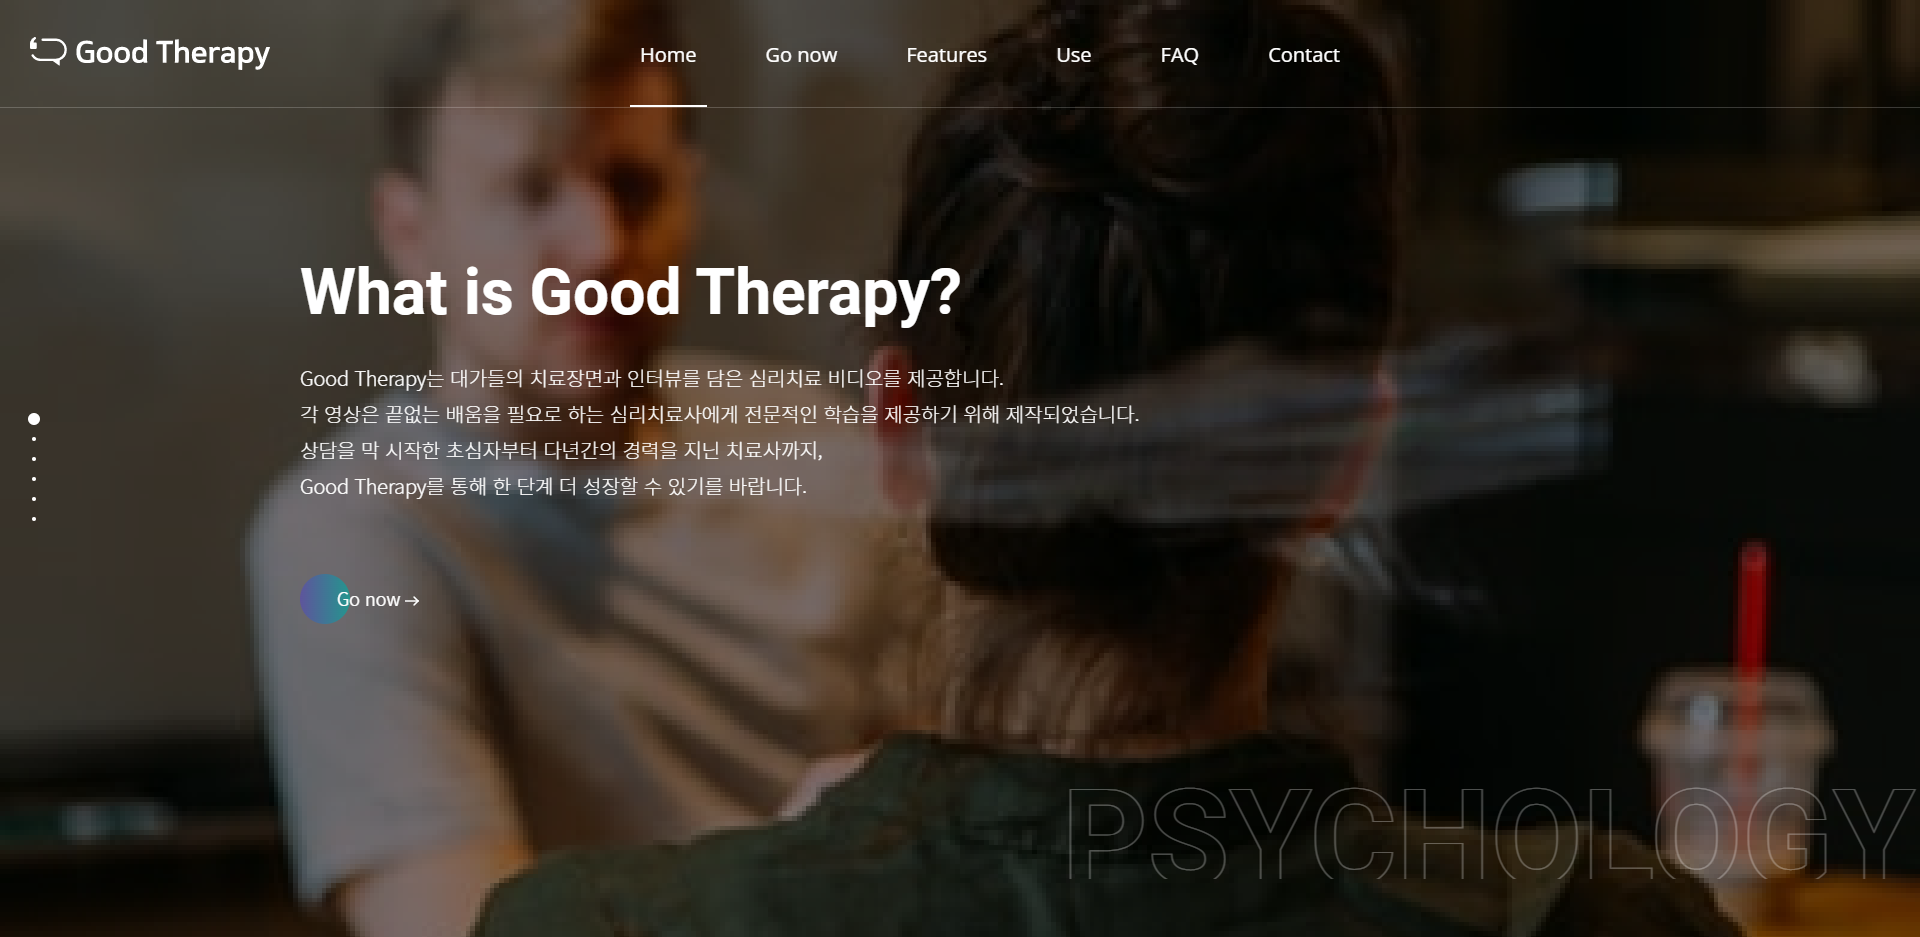 Good Therapy
Home
Go now
Features
Use
FAQ
Contact
What is Good Therapy?
Good Therapy는 대가들의 치료장면과 인터뷰를 담은 심리치료 비디오를 제공합니다.
각 영상은 끝없는 배움을 필요로 하는 심리치료사에게 전문적인 학습을 제공하기 위해 제작되었습니다.
상담을 막 시작한 초심자부터 다년간의 경력을 지닌 치료사까지,
Good Therapy를 통해 한 단계 더 성장할 수 있기를 바랍니다.
Go now →
PSYCHOLOGY